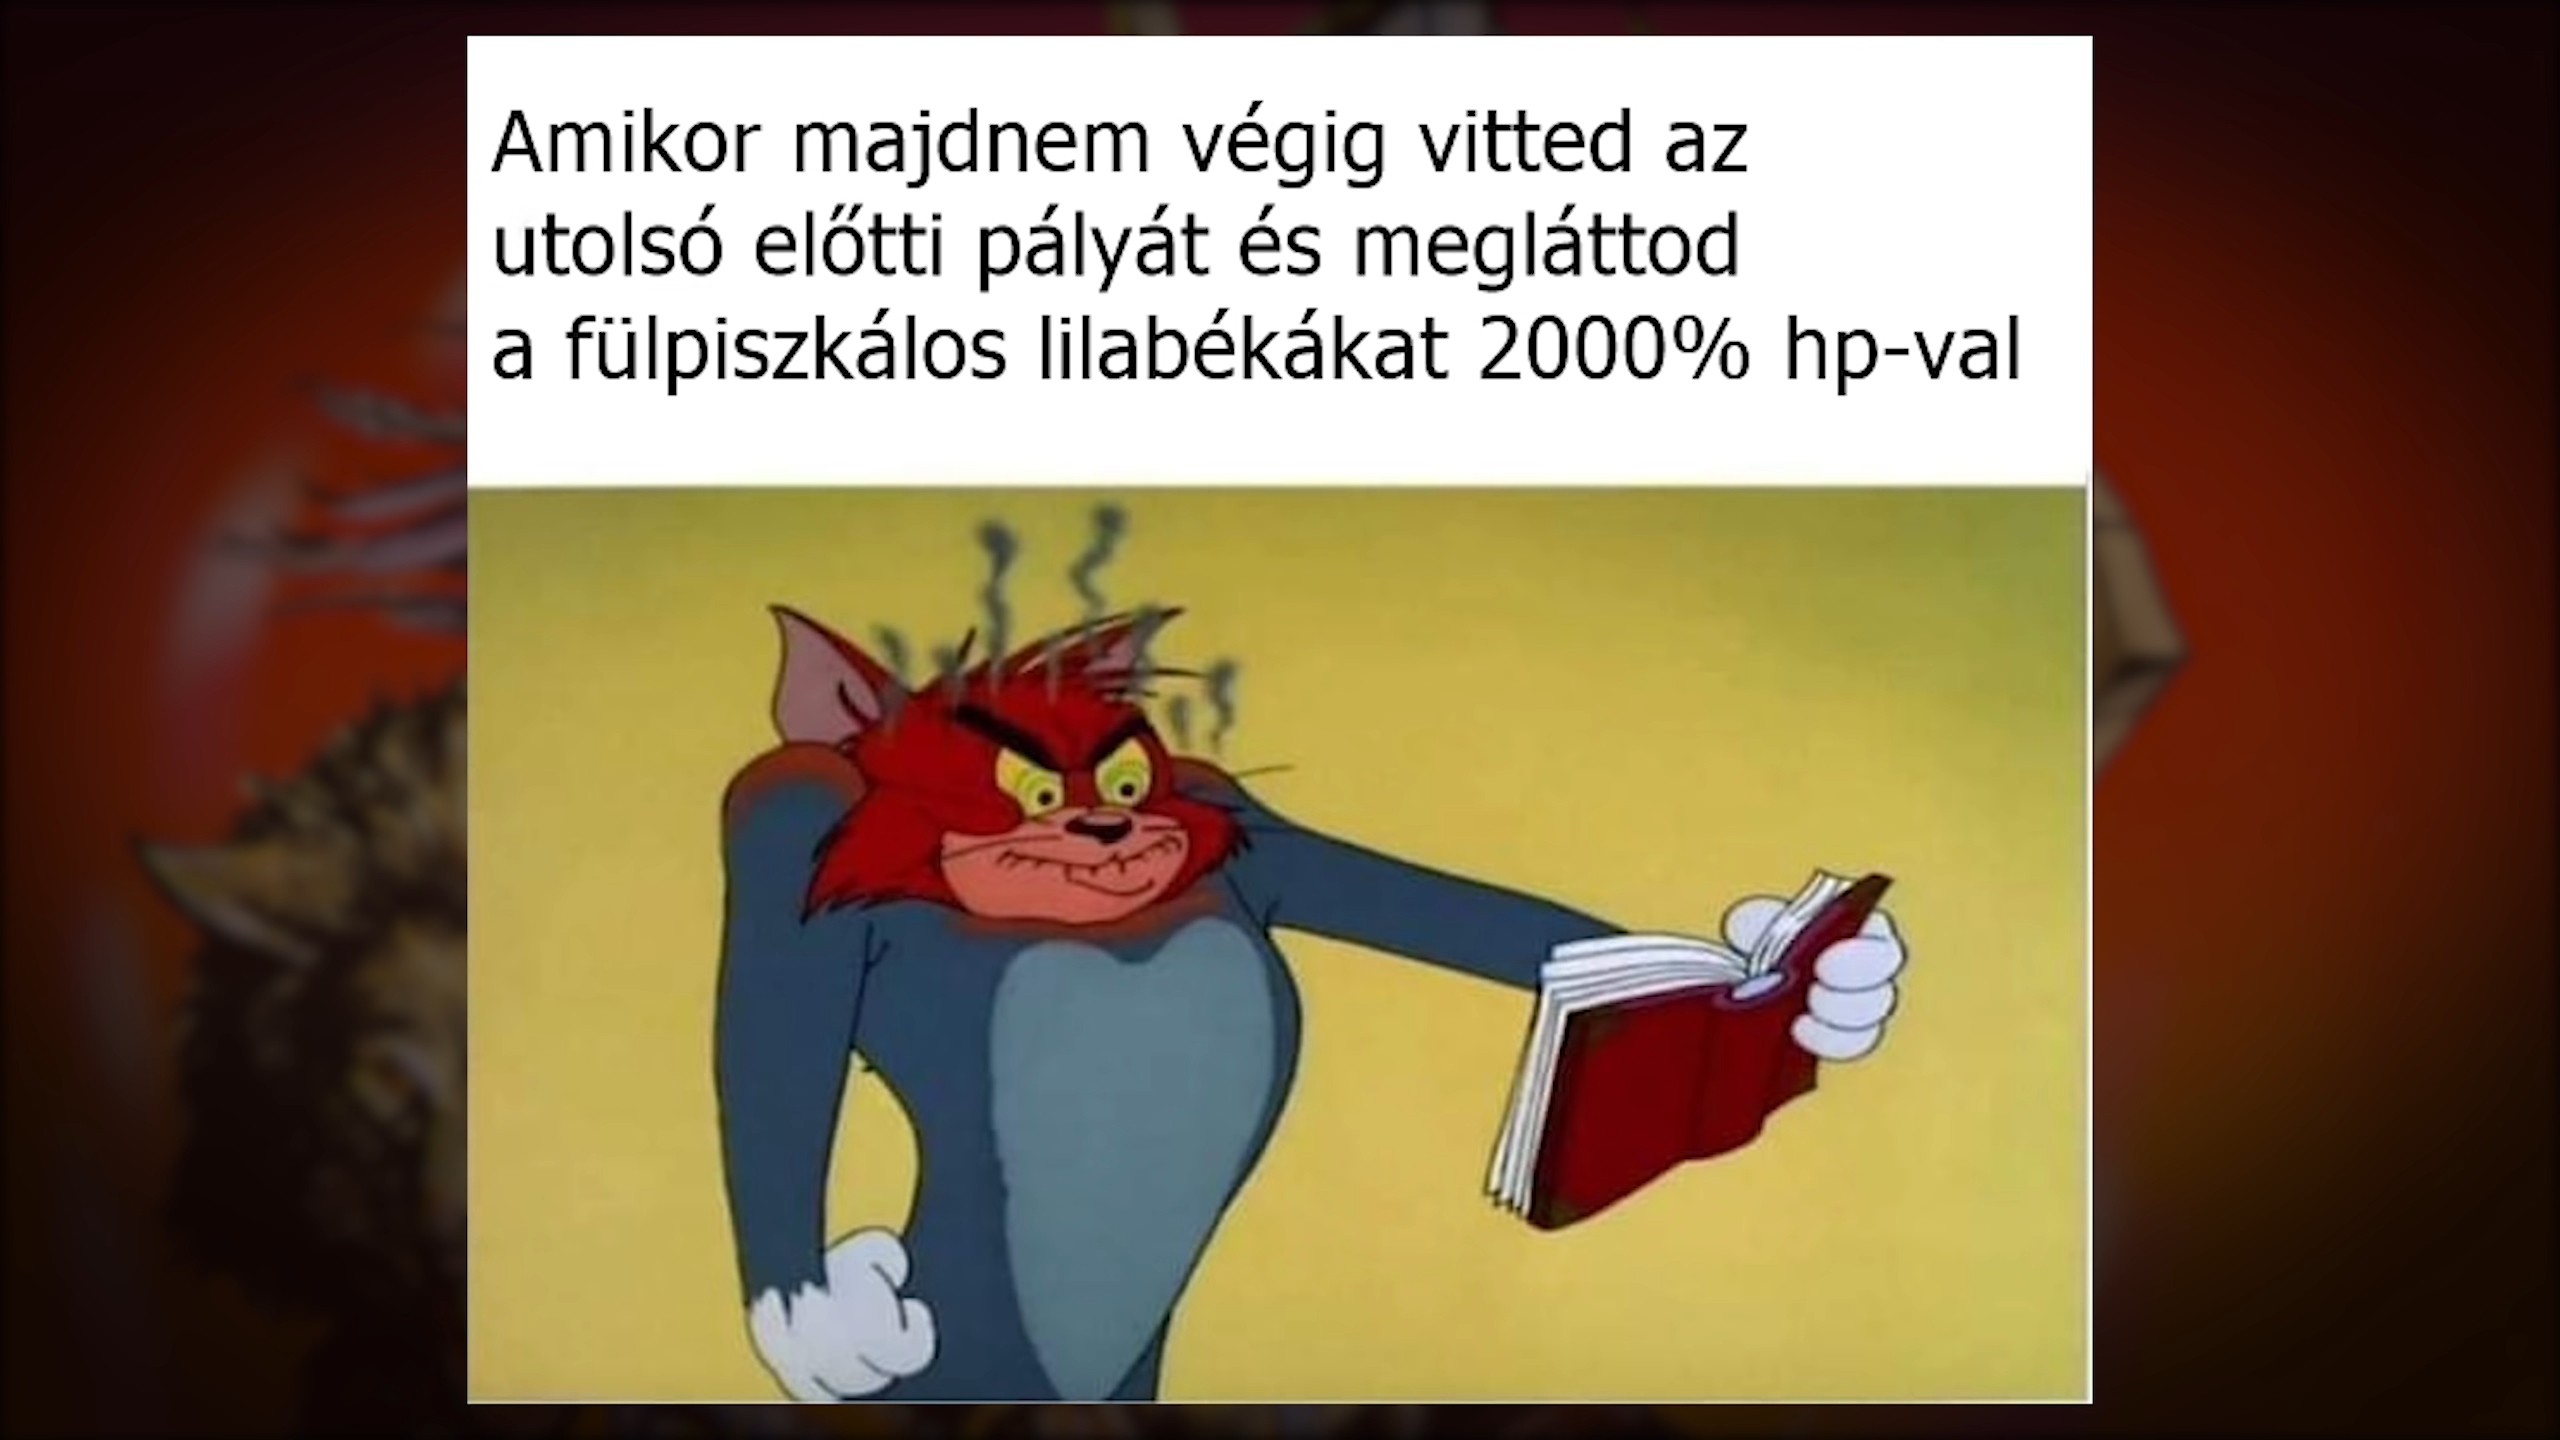 Amikor majdnem végig vitted az
utolsó előtti pályát és megláttod
a fülpiszkálos lilabékákat 2000% hp-val